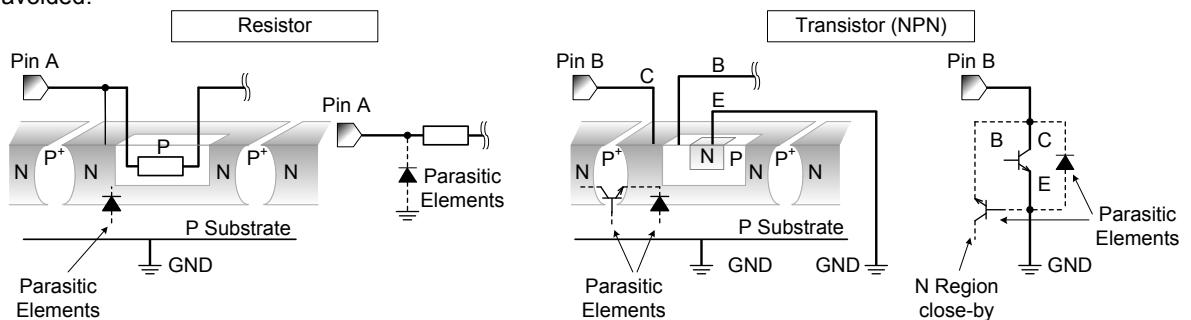 avoided.
Resistor
Transistor (NPN)
Pin A
Pin A
P
N
P+
N
N
P+
N
Parasitic
Elements
P Substrate
GND
Parasitic
Elements
Pin B
C
B
E
N
P+
N
N
P
N
P+
N
P Substrate
GND
GND
Parasitic
Elements
Pin B
B
C
E
Parasitic
Elements
GND
N Region
close-by